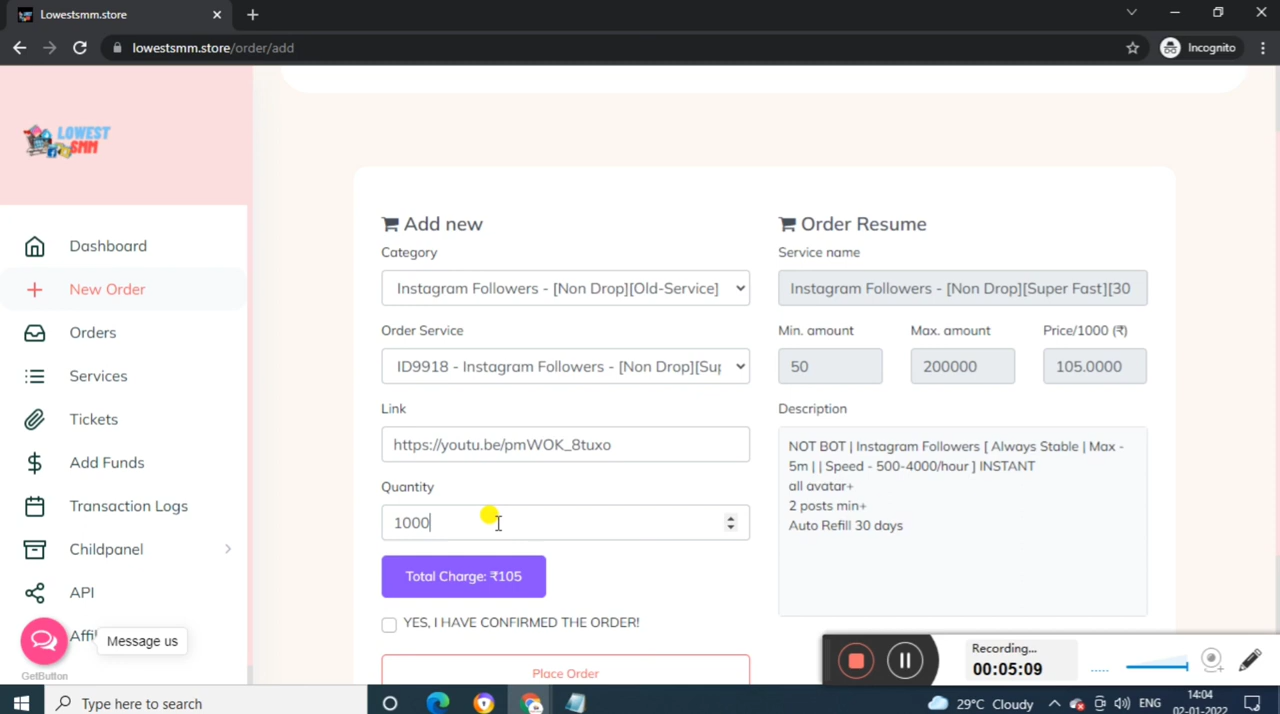 Lowestsmm.store
lowestsmm.store/order/add
Incognito
LOWEST
SMM
Dashboard
New Order
Orders
Services
Tickets
Add Funds
Transaction Logs
Childpanel
API
Affi
Message us
GetButton
Add new
Category
Instagram Followers - [Non Drop][Old-Service]
Order Service
ID9918 - Instagram Followers - [Non Drop][Sup
Link
https://youtu.be/pmWOK_8tuxo
Quantity
1000
Total Charge: ₹105
YES, I HAVE CONFIRMED THE ORDER!
Place Order
Order Resume
Service name
Instagram Followers - [Non Drop][Super Fast][30
Min. amount Max. amount Price/1000 (₹)
50 200000 105.0000
Description
NOT BOT | Instagram Followers [ Always Stable | Max -
5m | | Speed - 500-4000/hour ] INSTANT
all avatar+
2 posts min+
Auto Refill 30 days
Recording...
00:05:09
Type here to search
29°C Cloudy
ENG
14:04
02-01-2022